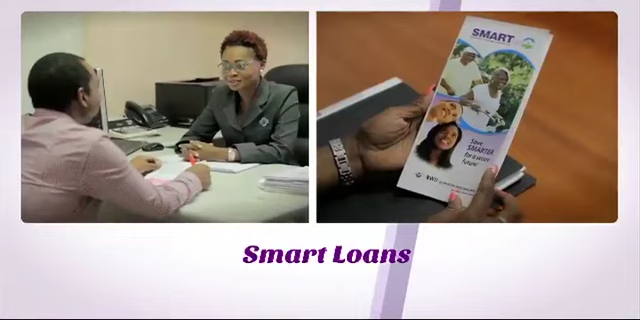 SMART
Save
SMARTER
for a secure
future!
Smart Loans